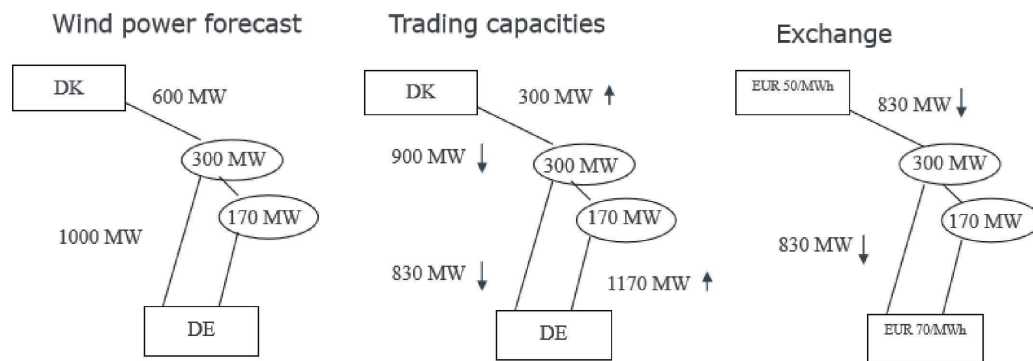 Wind power forecast
DK
600 MW
300 MW
170 MW
1000 MW
DE
Trading capacities
DK
300 MW
900 MW
300 MW
170 MW
830 MW
1170 MW
DE
Exchange
EUR 50/MWh
830 MW
300 MW
170 MW
830 MW
EUR 70/MWh